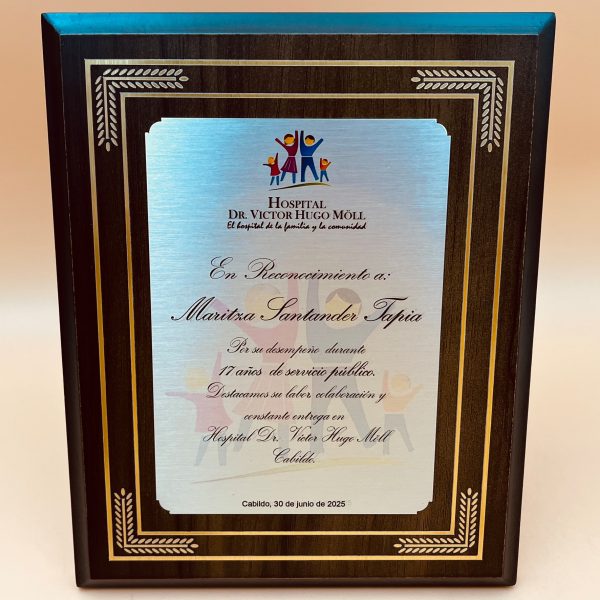 HOSPITAL
DR. VICTOR HUGO MÖLL
El hospital de la familia y la comunidad
En Reconocimiento a:
Maritza Santander Tapia
Por su desempeño durante
17 años de servicio público.
Destacamos su labor, colaboración y
constante entrega en
Hospital Dr. Víctor Hugo Möll
Cabildo.
Cabildo, 30 de junio de 2025